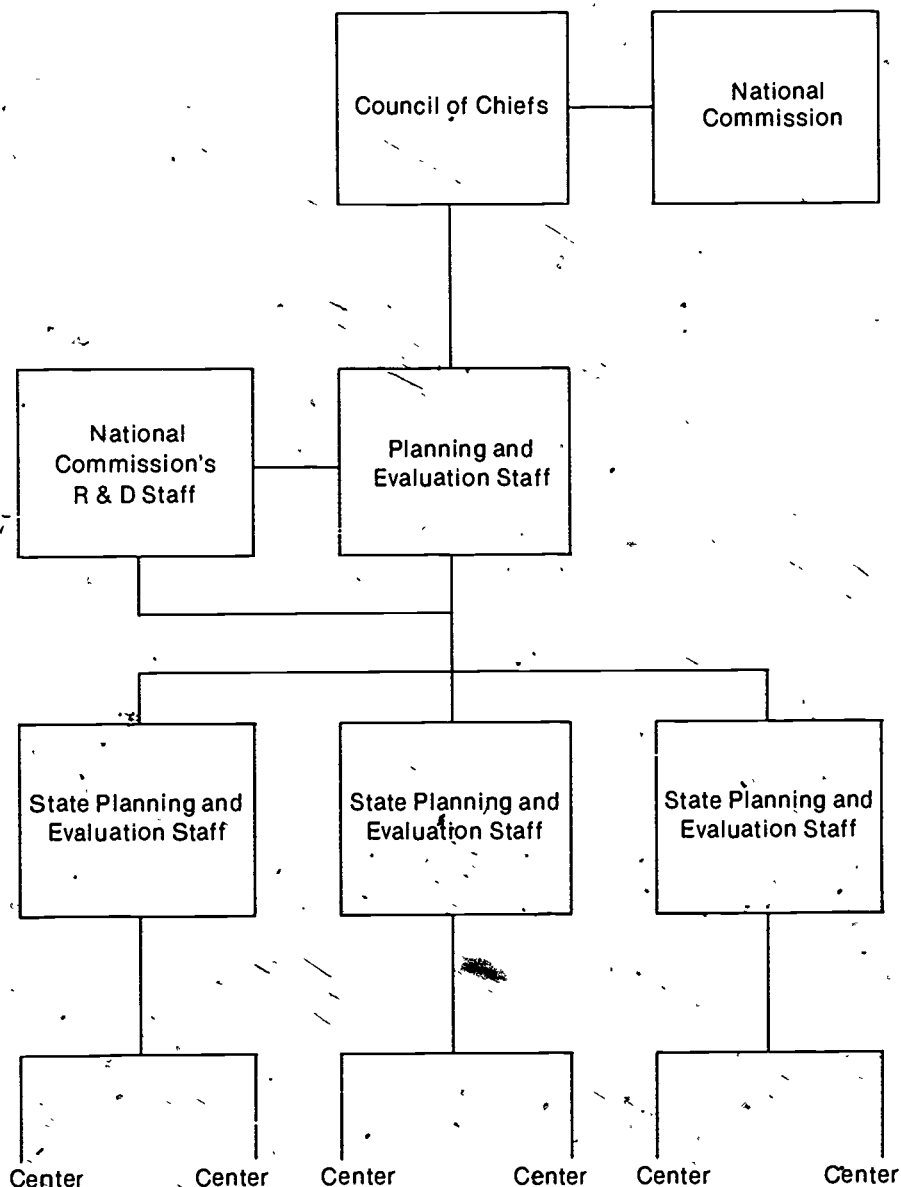 Council of Chiefs
National
Commission
National
Commission's
R & D Staff
Planning and
Evaluation Staff
State Planning and
Evaluation Staff
State Planning and
Evaluation Staff
State Planning and
Evaluation Staff
Center
Center
Center
Center
Center
Center